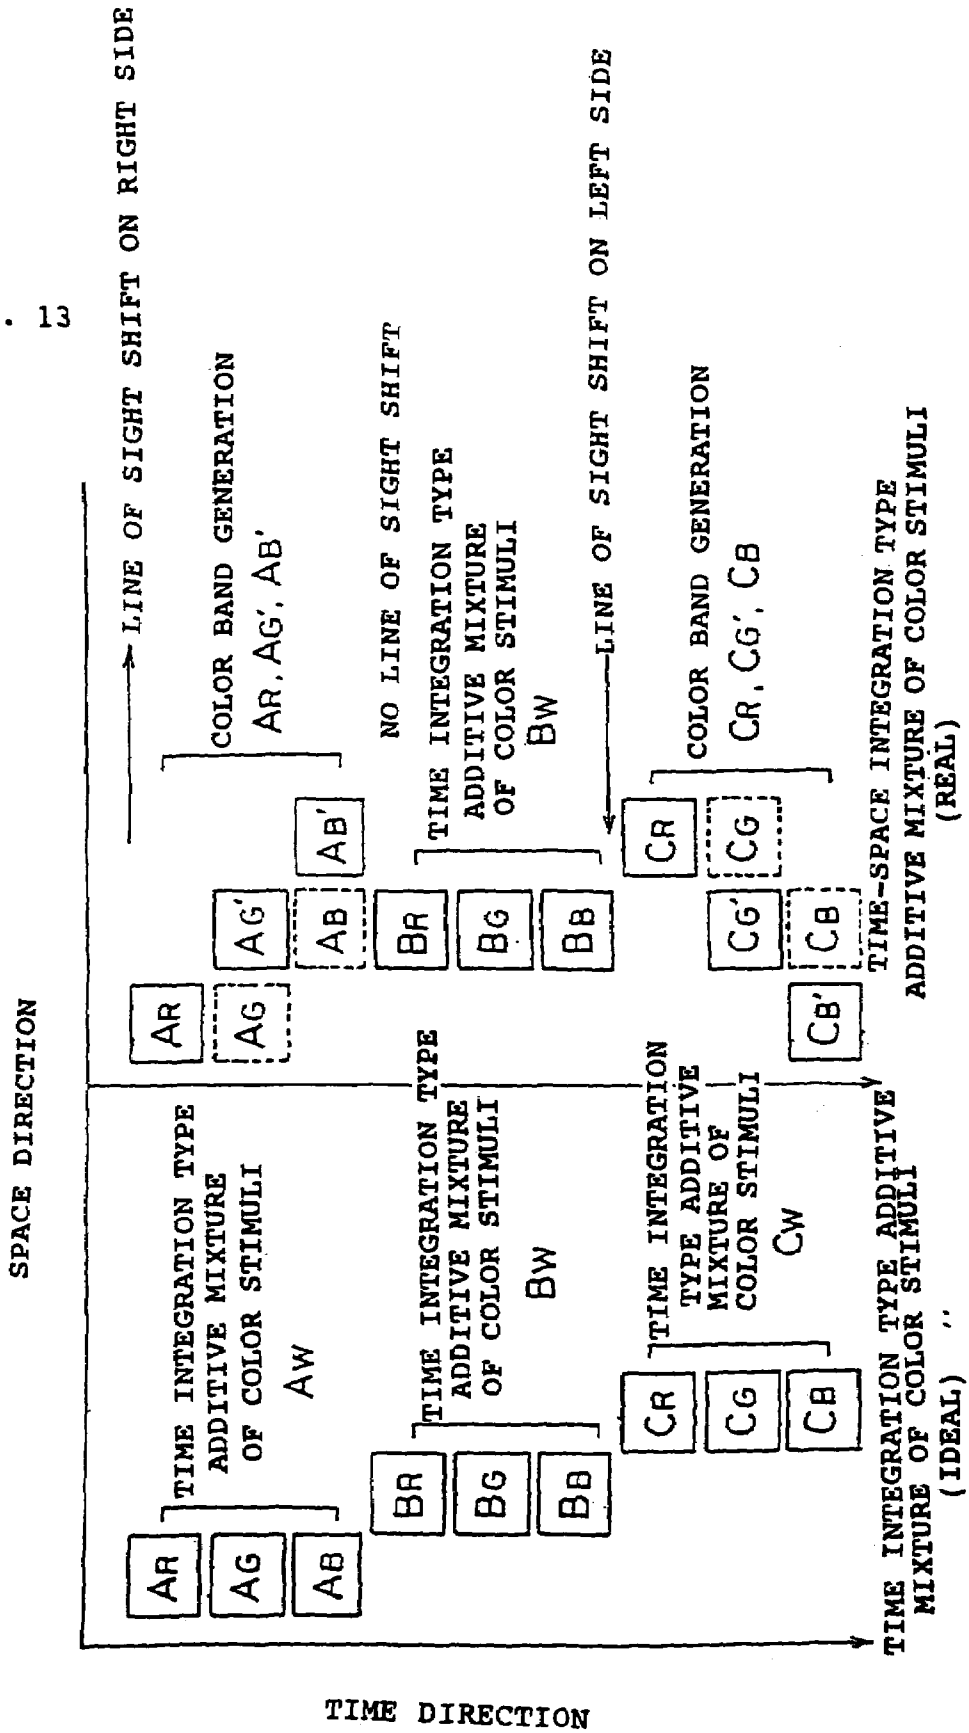 . 13
SPACE DIRECTION
TIME DIRECTION
AR
AG
AB
TIME INTEGRATION TYPE
ADDITIVE MIXTURE
OF COLOR STIMULI
AW
BR
BG
BB
TIME INTEGRATION TYPE
ADDITIVE MIXTURE
OF COLOR STIMULI
BW
CR
CG
CB
TIME INTEGRATION
TYPE ADDITIVE
MIXTURE OF
COLOR STIMULI
CW
TIME INTEGRATION TYPE ADDITIVE
MIXTURE OF COLOR STIMULI
(IDEAL)
LINE OF SIGHT SHIFT ON RIGHT SIDE
AR
AG
AG'
AB
AB'
COLOR BAND GENERATION
AR, AG', AB'
NO LINE OF SIGHT SHIFT
BR
BG
BB
TIME INTEGRATION TYPE
ADDITIVE MIXTURE
OF COLOR STIMULI
BW
LINE OF SIGHT SHIFT ON LEFT SIDE
CR
CG'
CG
CB'
CB
COLOR BAND GENERATION
CR, CG', CB
TIME-SPACE INTEGRATION TYPE
ADDITIVE MIXTURE OF COLOR STIMULI
(REAL)